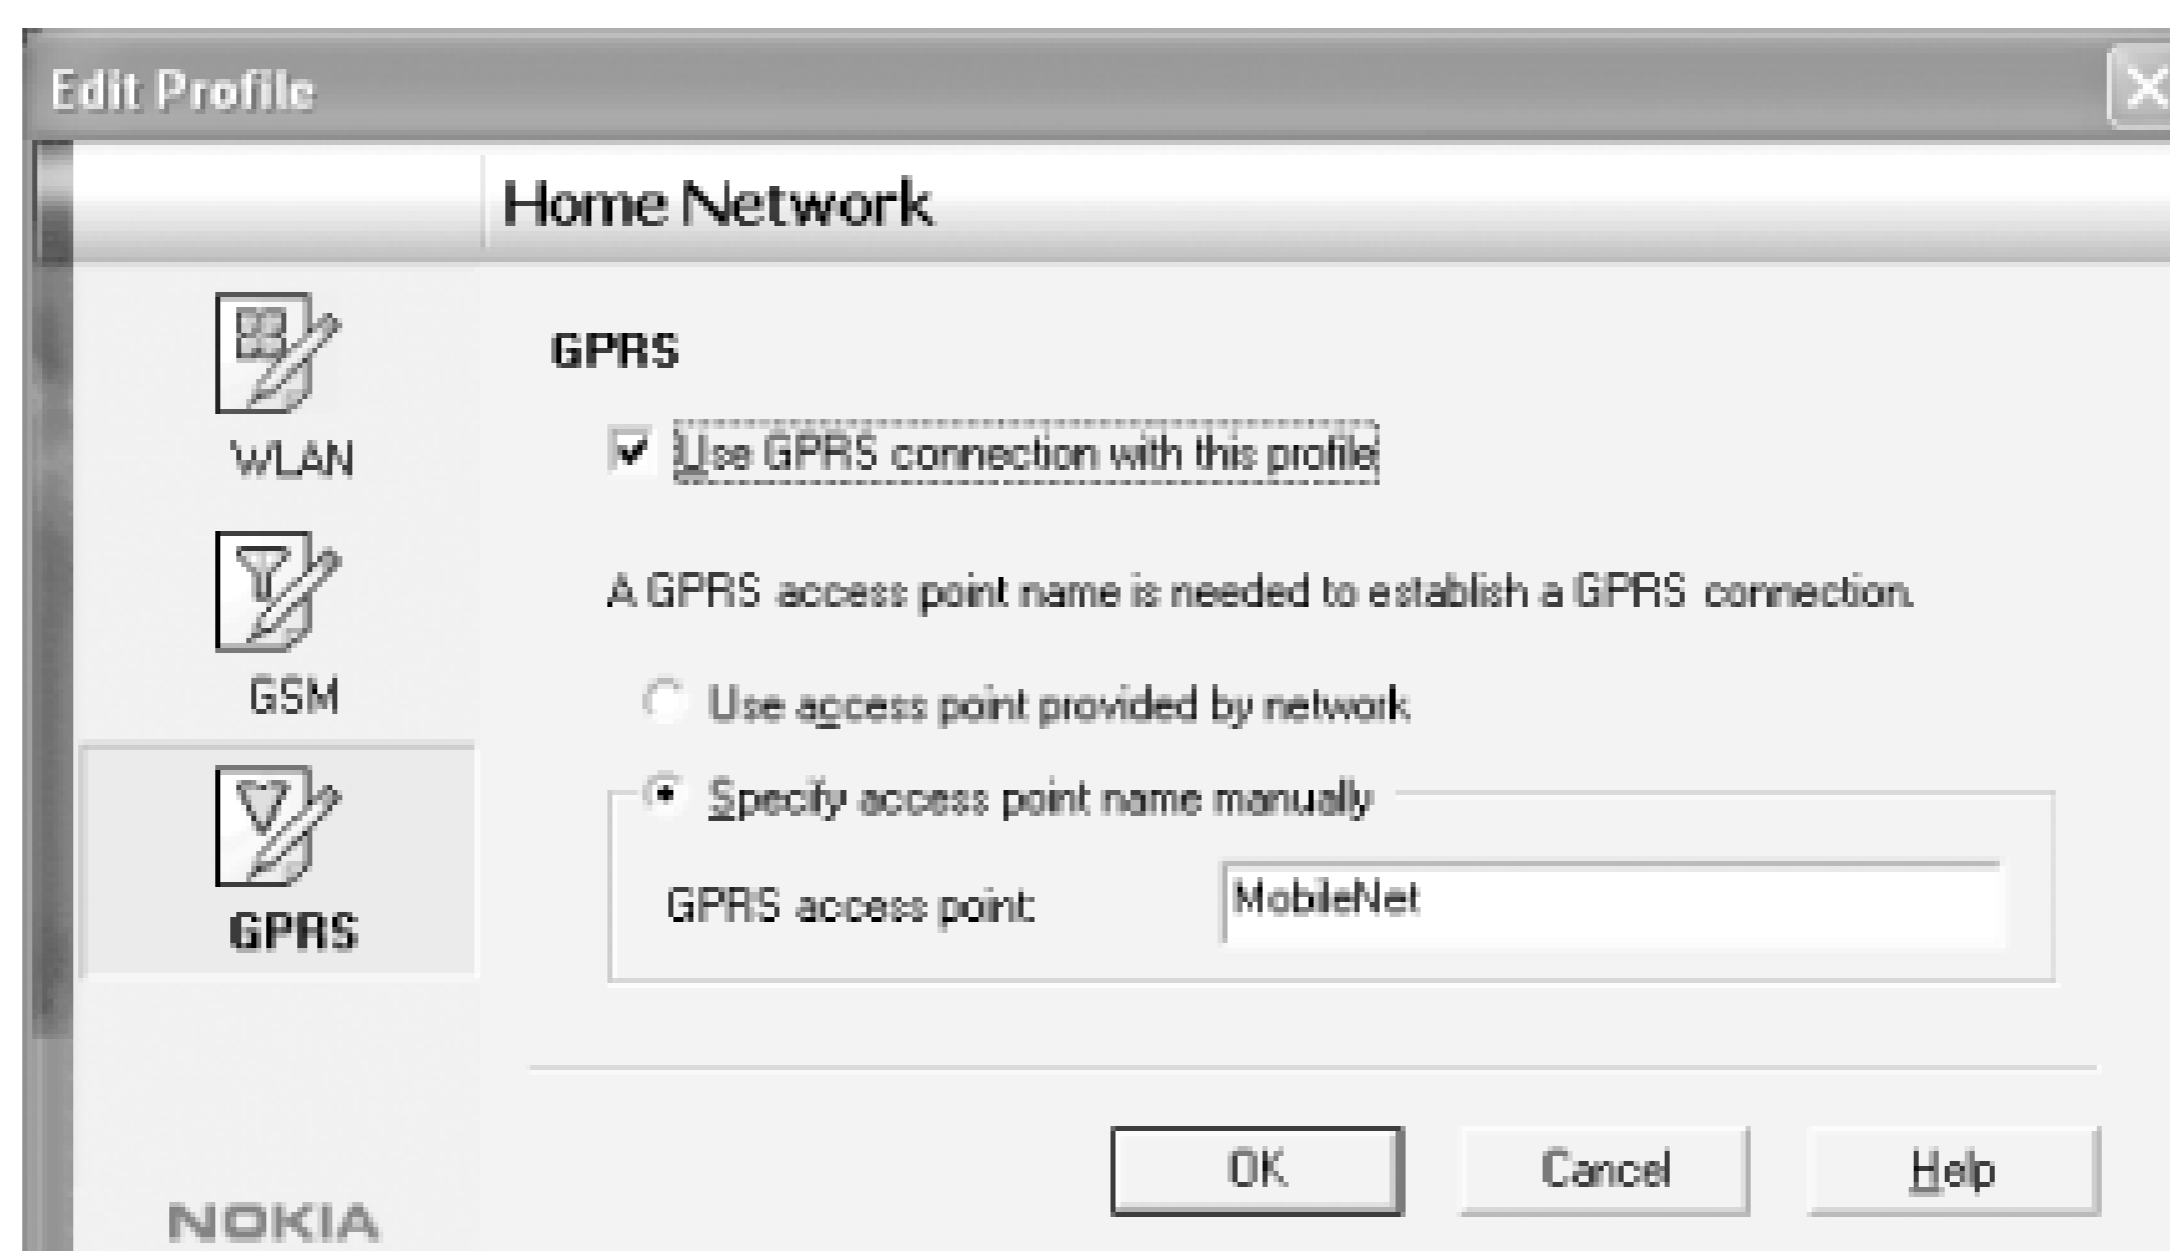 Edit Profile
Home Network
WLAN
GSM
GPRS
NOKIA
GPRS
Use GPRS connection with this profile
A GPRS access point name is needed to establish a GPRS connection.
Use access point provided by network
Specify access point name manually
GPRS access point:
MobileNet
OK
Cancel
Help